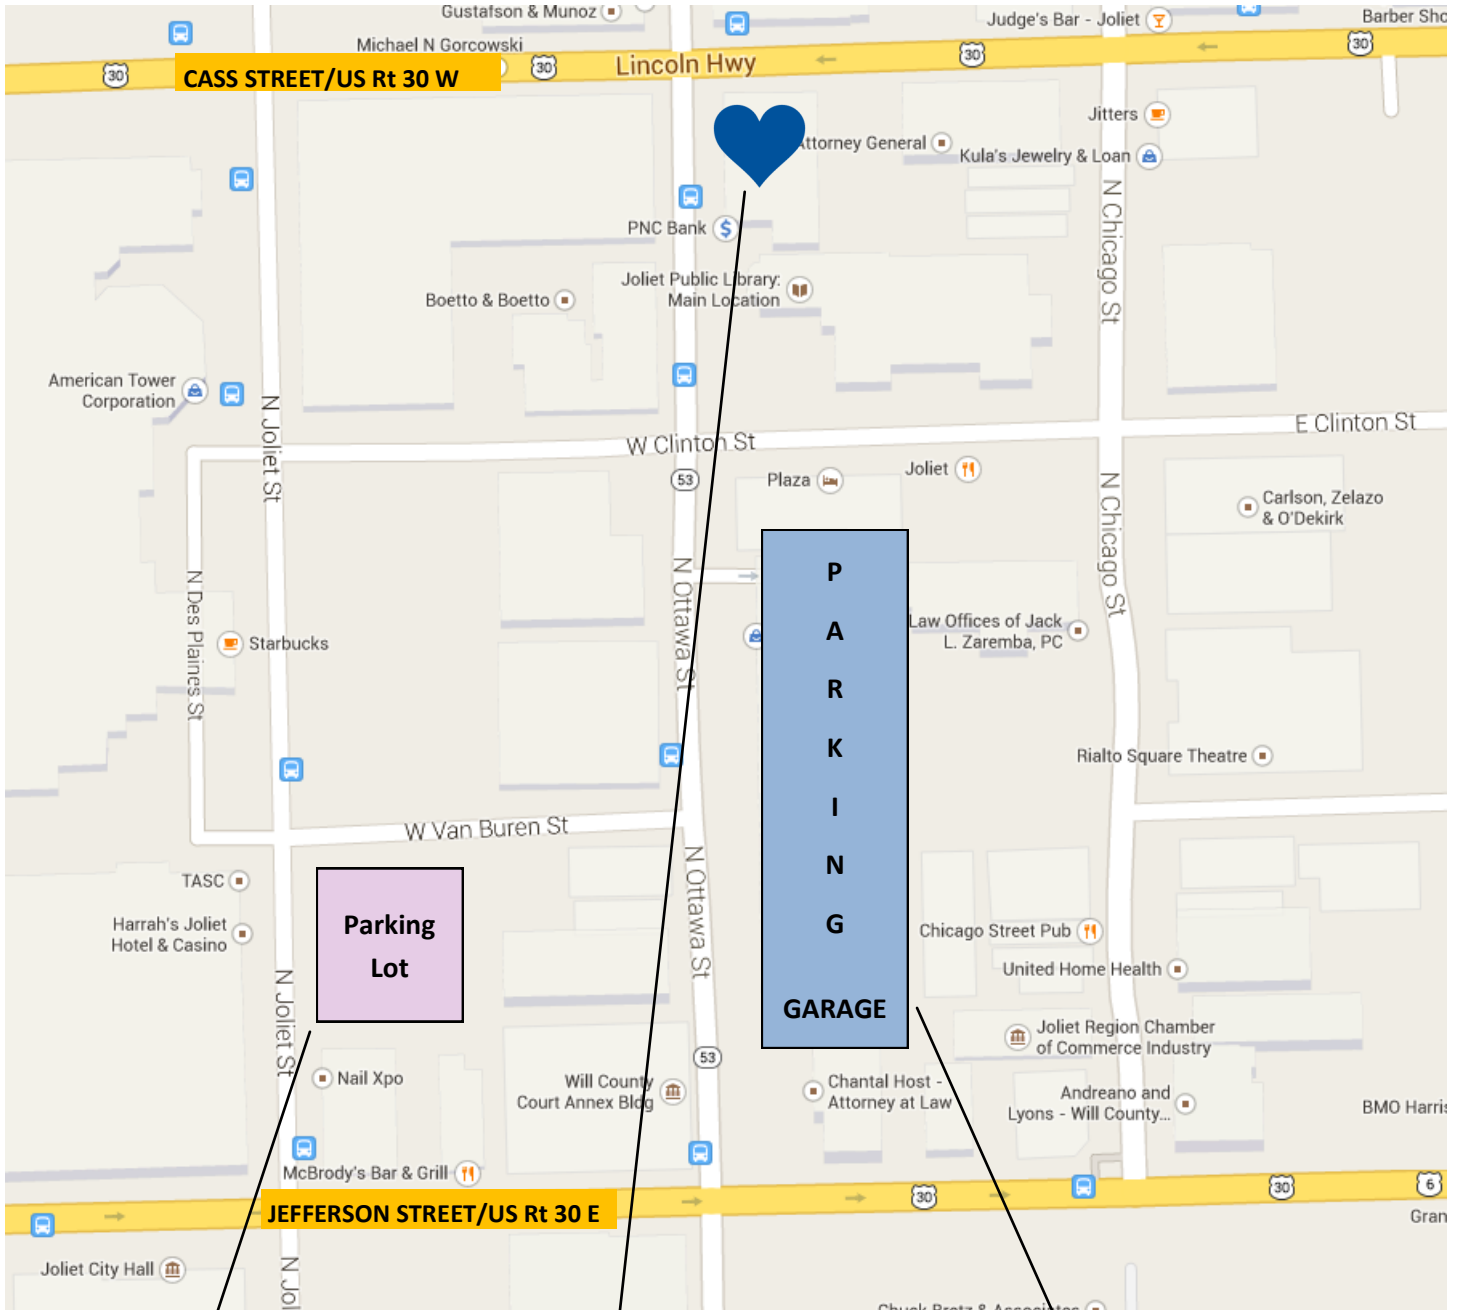 Gustafson & Munoz
Judge's Bar - Joliet
Barber Sho
Michael N Gorcowski
30
CASS STREET/US Rt 30 W
30
Lincoln Hwy
30
30
Jitters
Attorney General
Kula's Jewelry & Loan
N Chicago St
PNC Bank
$
Joliet Public Library:
Main Location
Boetto & Boetto
American Tower
Corporation
N Joliet St
W Clinton St
E Clinton St
53
Plaza
Joliet
N Chicago St
Carlson, Zelazo
& O'Dekirk
P
A
R
K
I
N
G
GARAGE
N Des Plaines St
N Ottawa St
Law Offices of Jack
L. Zaremba, PC
Starbucks
Rialto Square Theatre
W Van Buren St
N Ottawa St
TASC
Harrah's Joliet
Hotel & Casino
Parking
Lot
Chicago Street Pub
United Home Health
N Joliet St
Joliet Region Chamber
of Commerce Industry
53
Nail Xpo
Will County
Court Annex Bldg
Chantal Host -
Attorney at Law
Andreano and
Lyons - Will County...
BMO Harris
McBrody's Bar & Grill
JEFFERSON STREET/US Rt 30 E
30
30
6
Gran
Joliet City Hall
N Jol
Chuck Bretz & Associates